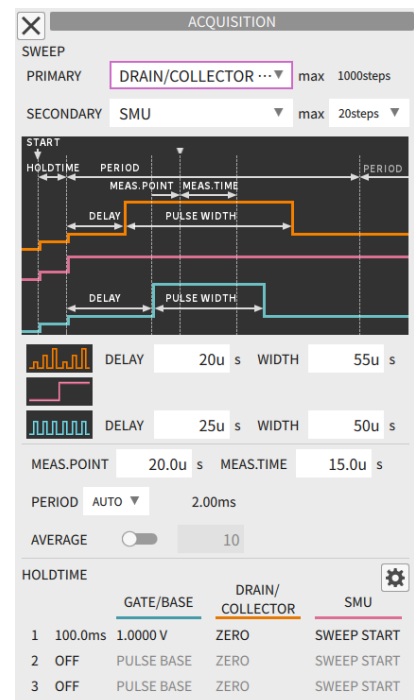 ACQUISITION
SWEEP
PRIMARY DRAIN/COLLECTOR ⋯▼ max 1000steps
SECONDARY SMU ▼ max 20steps ▼
START
HOLDTIME PERIOD PERIOD
MEAS.POINT MEAS.TIME
DELAY PULSE WIDTH
DELAY PULSE WIDTH
DELAY 20u s WIDTH 55u s
DELAY 25u s WIDTH 50u s
MEAS.POINT 20.0u s MEAS.TIME 15.0u s
PERIOD AUTO ▼ 2.00ms
AVERAGE 10
HOLDTIME
GATE/BASE DRAIN/COLLECTOR SMU
1 100.0ms 1.0000 V ZERO SWEEP START
2 OFF PULSE BASE ZERO SWEEP START
3 OFF PULSE BASE ZERO SWEEP START